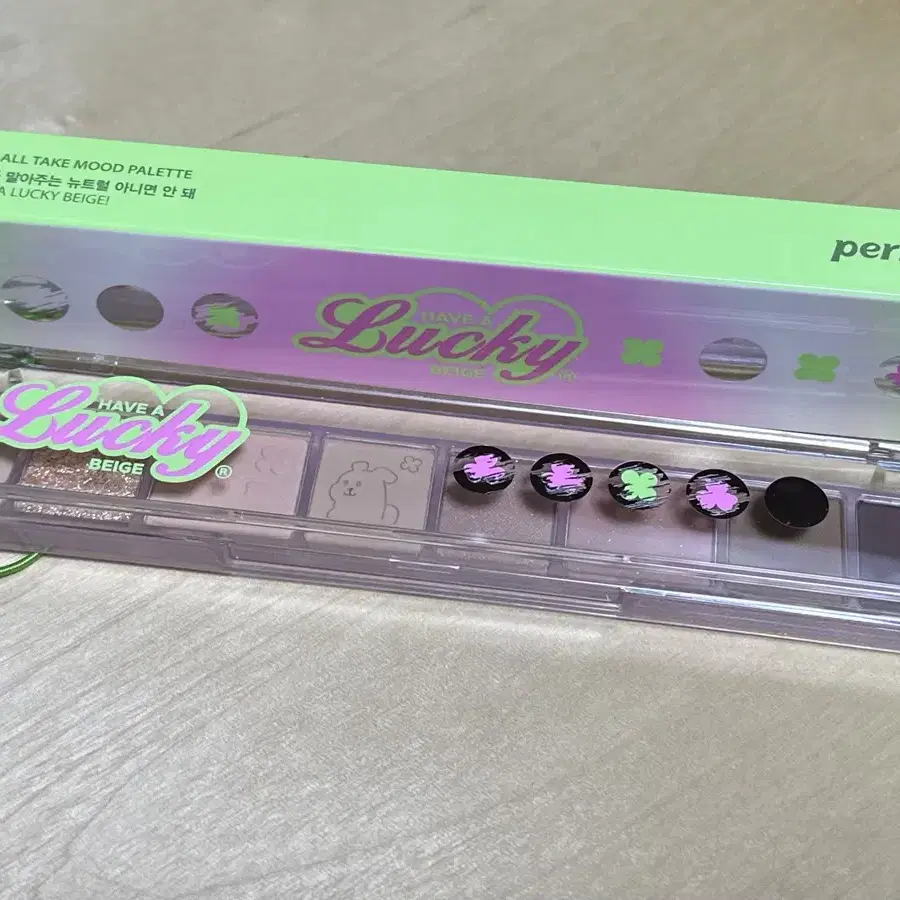 ALL TAKE MOOD PALETTE
말아주는 뉴트럴 아니면 안 돼
A LUCKY BEIGE!
HAVE A
Lucky
BEIGE ®
HAVE A
Lucky
BEIGE ®